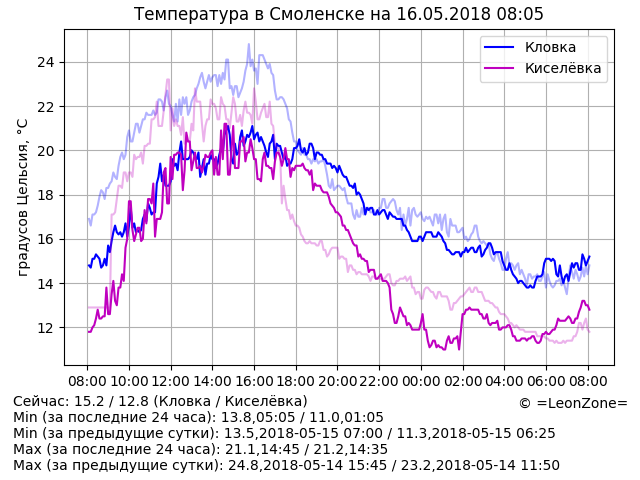 Температура в Смоленске на 16.05.2018 08:05
Кловка
Киселёвка
градусов Цельсия, °C
24
22
20
18
16
14
12
08:00 10:00 12:00 14:00 16:00 18:00 20:00 22:00 00:00 02:00 04:00 06:00 08:00
Сейчас: 15.2 / 12.8 (Кловка / Киселёвка)
© =LeonZone=
Min (за последние 24 часа): 13.8,05:05 / 11.0,01:05
Min (за предыдущие сутки): 13.5,2018-05-15 07:00 / 11.3,2018-05-15 06:25
Max (за последние 24 часа): 21.1,14:45 / 21.2,14:35
Max (за предыдущие сутки): 24.8,2018-05-14 15:45 / 23.2,2018-05-14 11:50